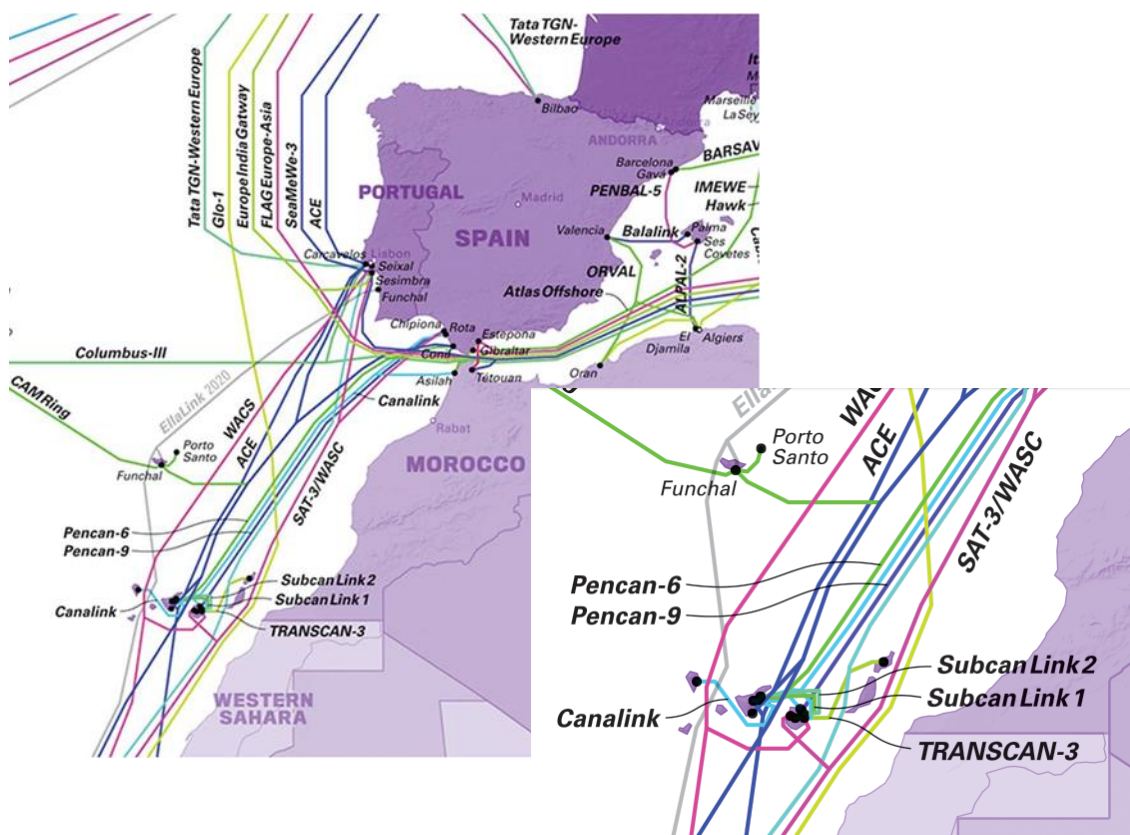 Tata TGN-
Western Europe
Bilbao
Marseille
La Sey
ANDORRA
Tata TGN-Western Europe
Glo-1
Europe India Gatway
FLAG Europe-Asia
SeaMeWe-3
ACE
PORTUGAL
Madrid
SPAIN
Barcelona
Gavá
BARSAV
PENBAL-5
IMEWE
Hawk
Valencia
Balalink
Palma
Ses
Covetes
Carcavalos
Lisbon
Seixal
Sesimbra
Funchal
ORVAL
ALPAL-2
Atlas Offshore
Chipiona
Rota
Estepona
Conil
Gibraltar
El
Djamila
Algiers
Columbus-III
Asilah
Tétouan
Oran
CAM Ring
EllaLink 2020
WACS
ACE
Canalink
Rabat
Porto
Santo
Funchal
MOROCCO
SAT-3/WASC
Pencan-6
Pencan-9
Subcan Link 2
Subcan Link 1
Canalink
TRANSCAN-3
WESTERN
SAHARA
ACE
Porto
Santo
Funchal
SAT-3/WASC
Pencan-6
Pencan-9
Subcan Link 2
Subcan Link 1
Canalink
TRANSCAN-3